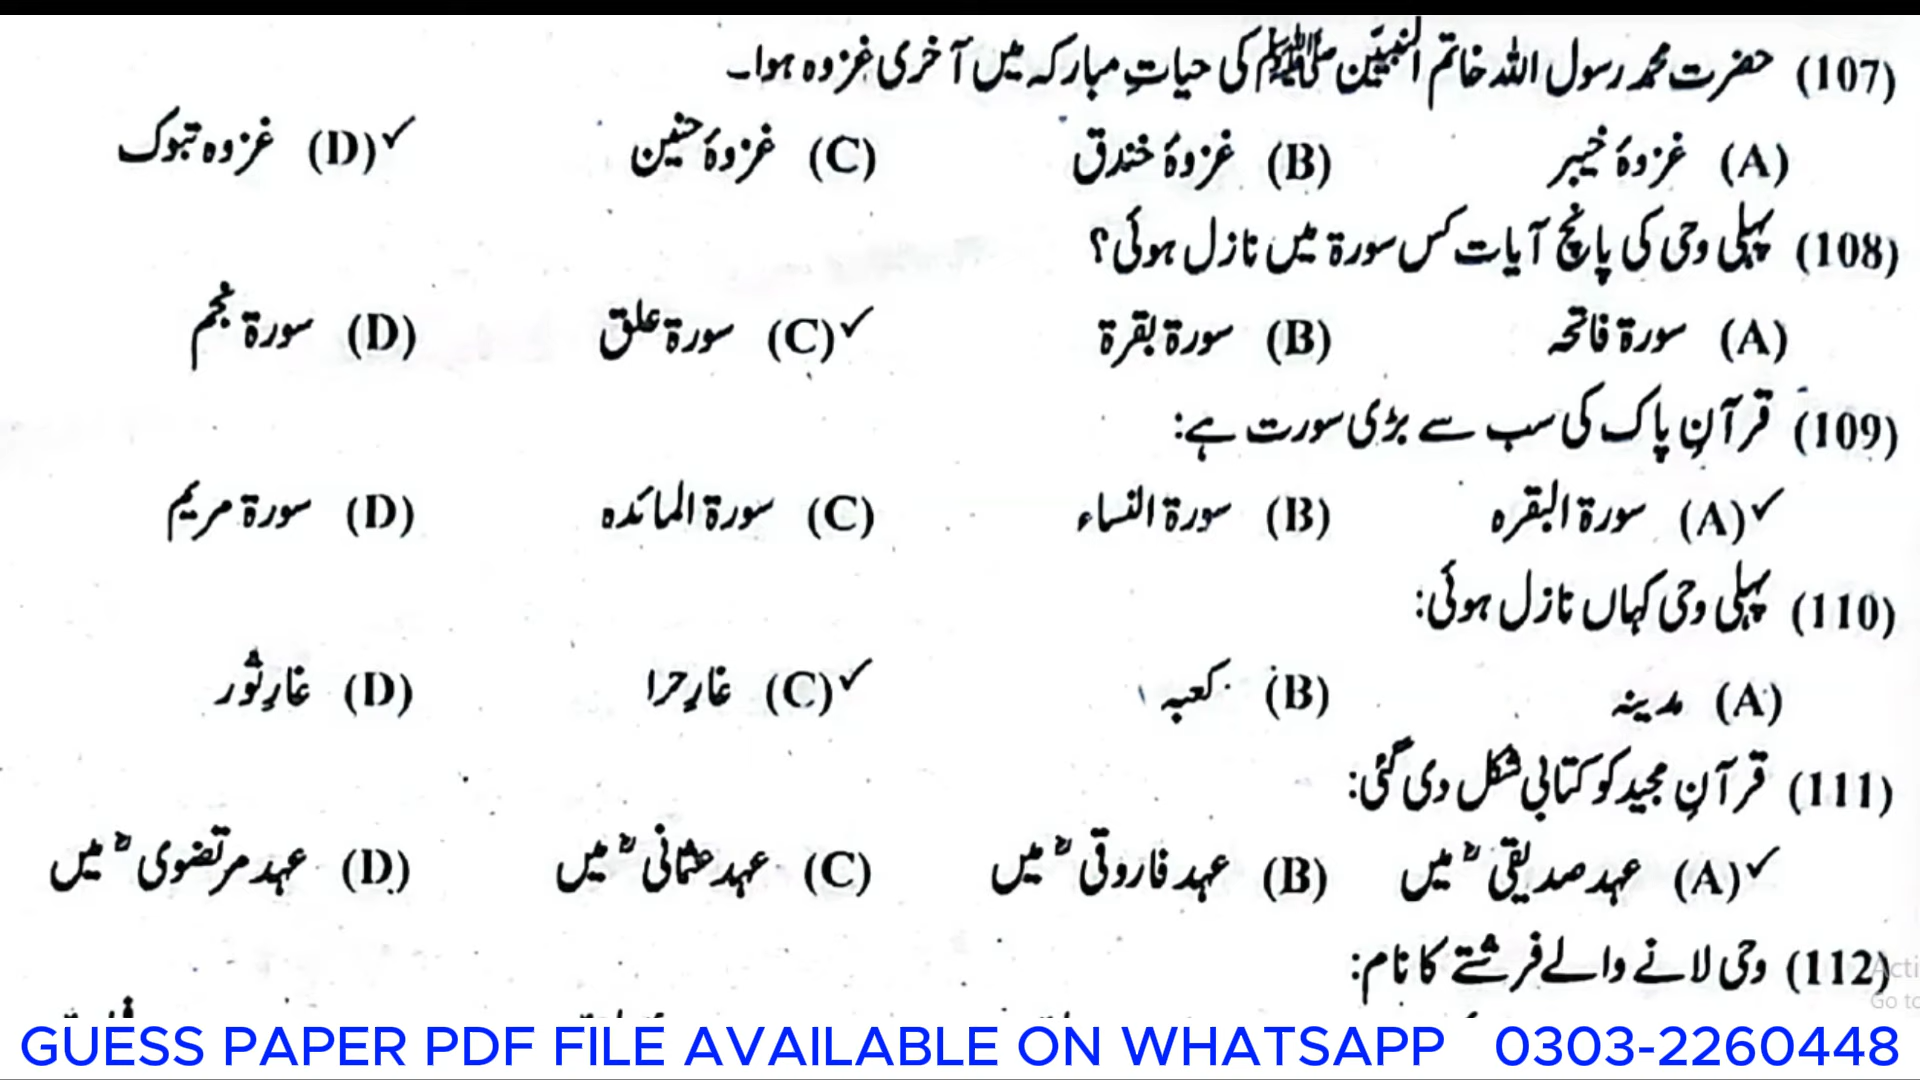 (107) حضرت محمد رسول اللہ خاتم النبیین صلی اللہ علیہ وسلم کی حیاتِ مبارکہ میں آخری غزوہ ہوا۔
(A) غزوۂ خیبر (B) غزوۂ خندق (C) غزوۂ حنین ✓(D) غزوہ تبوک
(108) پہلی وحی کی پانچ آیات کس سورۃ میں نازل ہوئی؟
(A) سورۃ فاتحہ (B) سورۃ بقرۃ ✓(C) سورۃ علق (D) سورۃ نجم
(109) قرآنِ پاک کی سب سے بڑی سورت ہے:
✓(A) سورۃ البقرہ (B) سورۃ النساء (C) سورۃ المائدہ (D) سورۃ مریم
(110) پہلی وحی کہاں نازل ہوئی:
(A) مدینہ (B) کعبہ ✓(C) غارِ حرا (D) غارِ ثور
(111) قرآنِ مجید کو کتابی شکل دی گئی:
✓(A) عہد صدیقیؓ میں (B) عہد فاروقیؓ میں (C) عہد عثمانیؓ میں (D) عہد مرتضویؓ میں
(112) وحی لانے والے فرشتے کا نام:
GUESS PAPER PDF FILE AVAILABLE ON WHATSAPP 0303-2260448